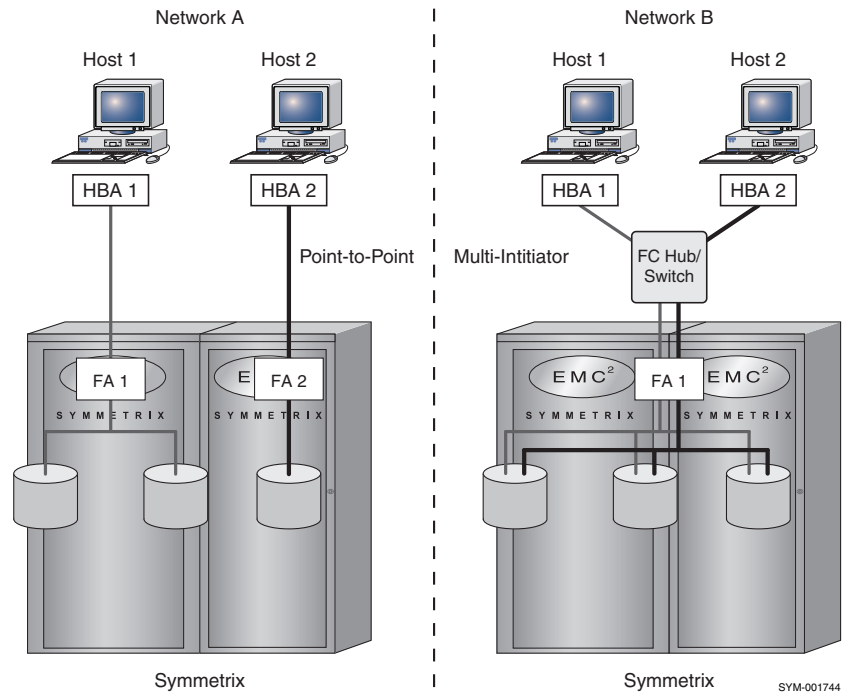 Network A
Host 1
Host 2
HBA 1
HBA 2
Point-to-Point
FA 1
E
FA 2
SYMMETRIX
SYMMETRIX
Symmetrix
Network B
Host 1
Host 2
HBA 1
HBA 2
Multi-Intitiator
FC Hub/
Switch
EMC²
FA 1
EMC²
SYMMETRIX
SYMMETRIX
Symmetrix
SYM-001744